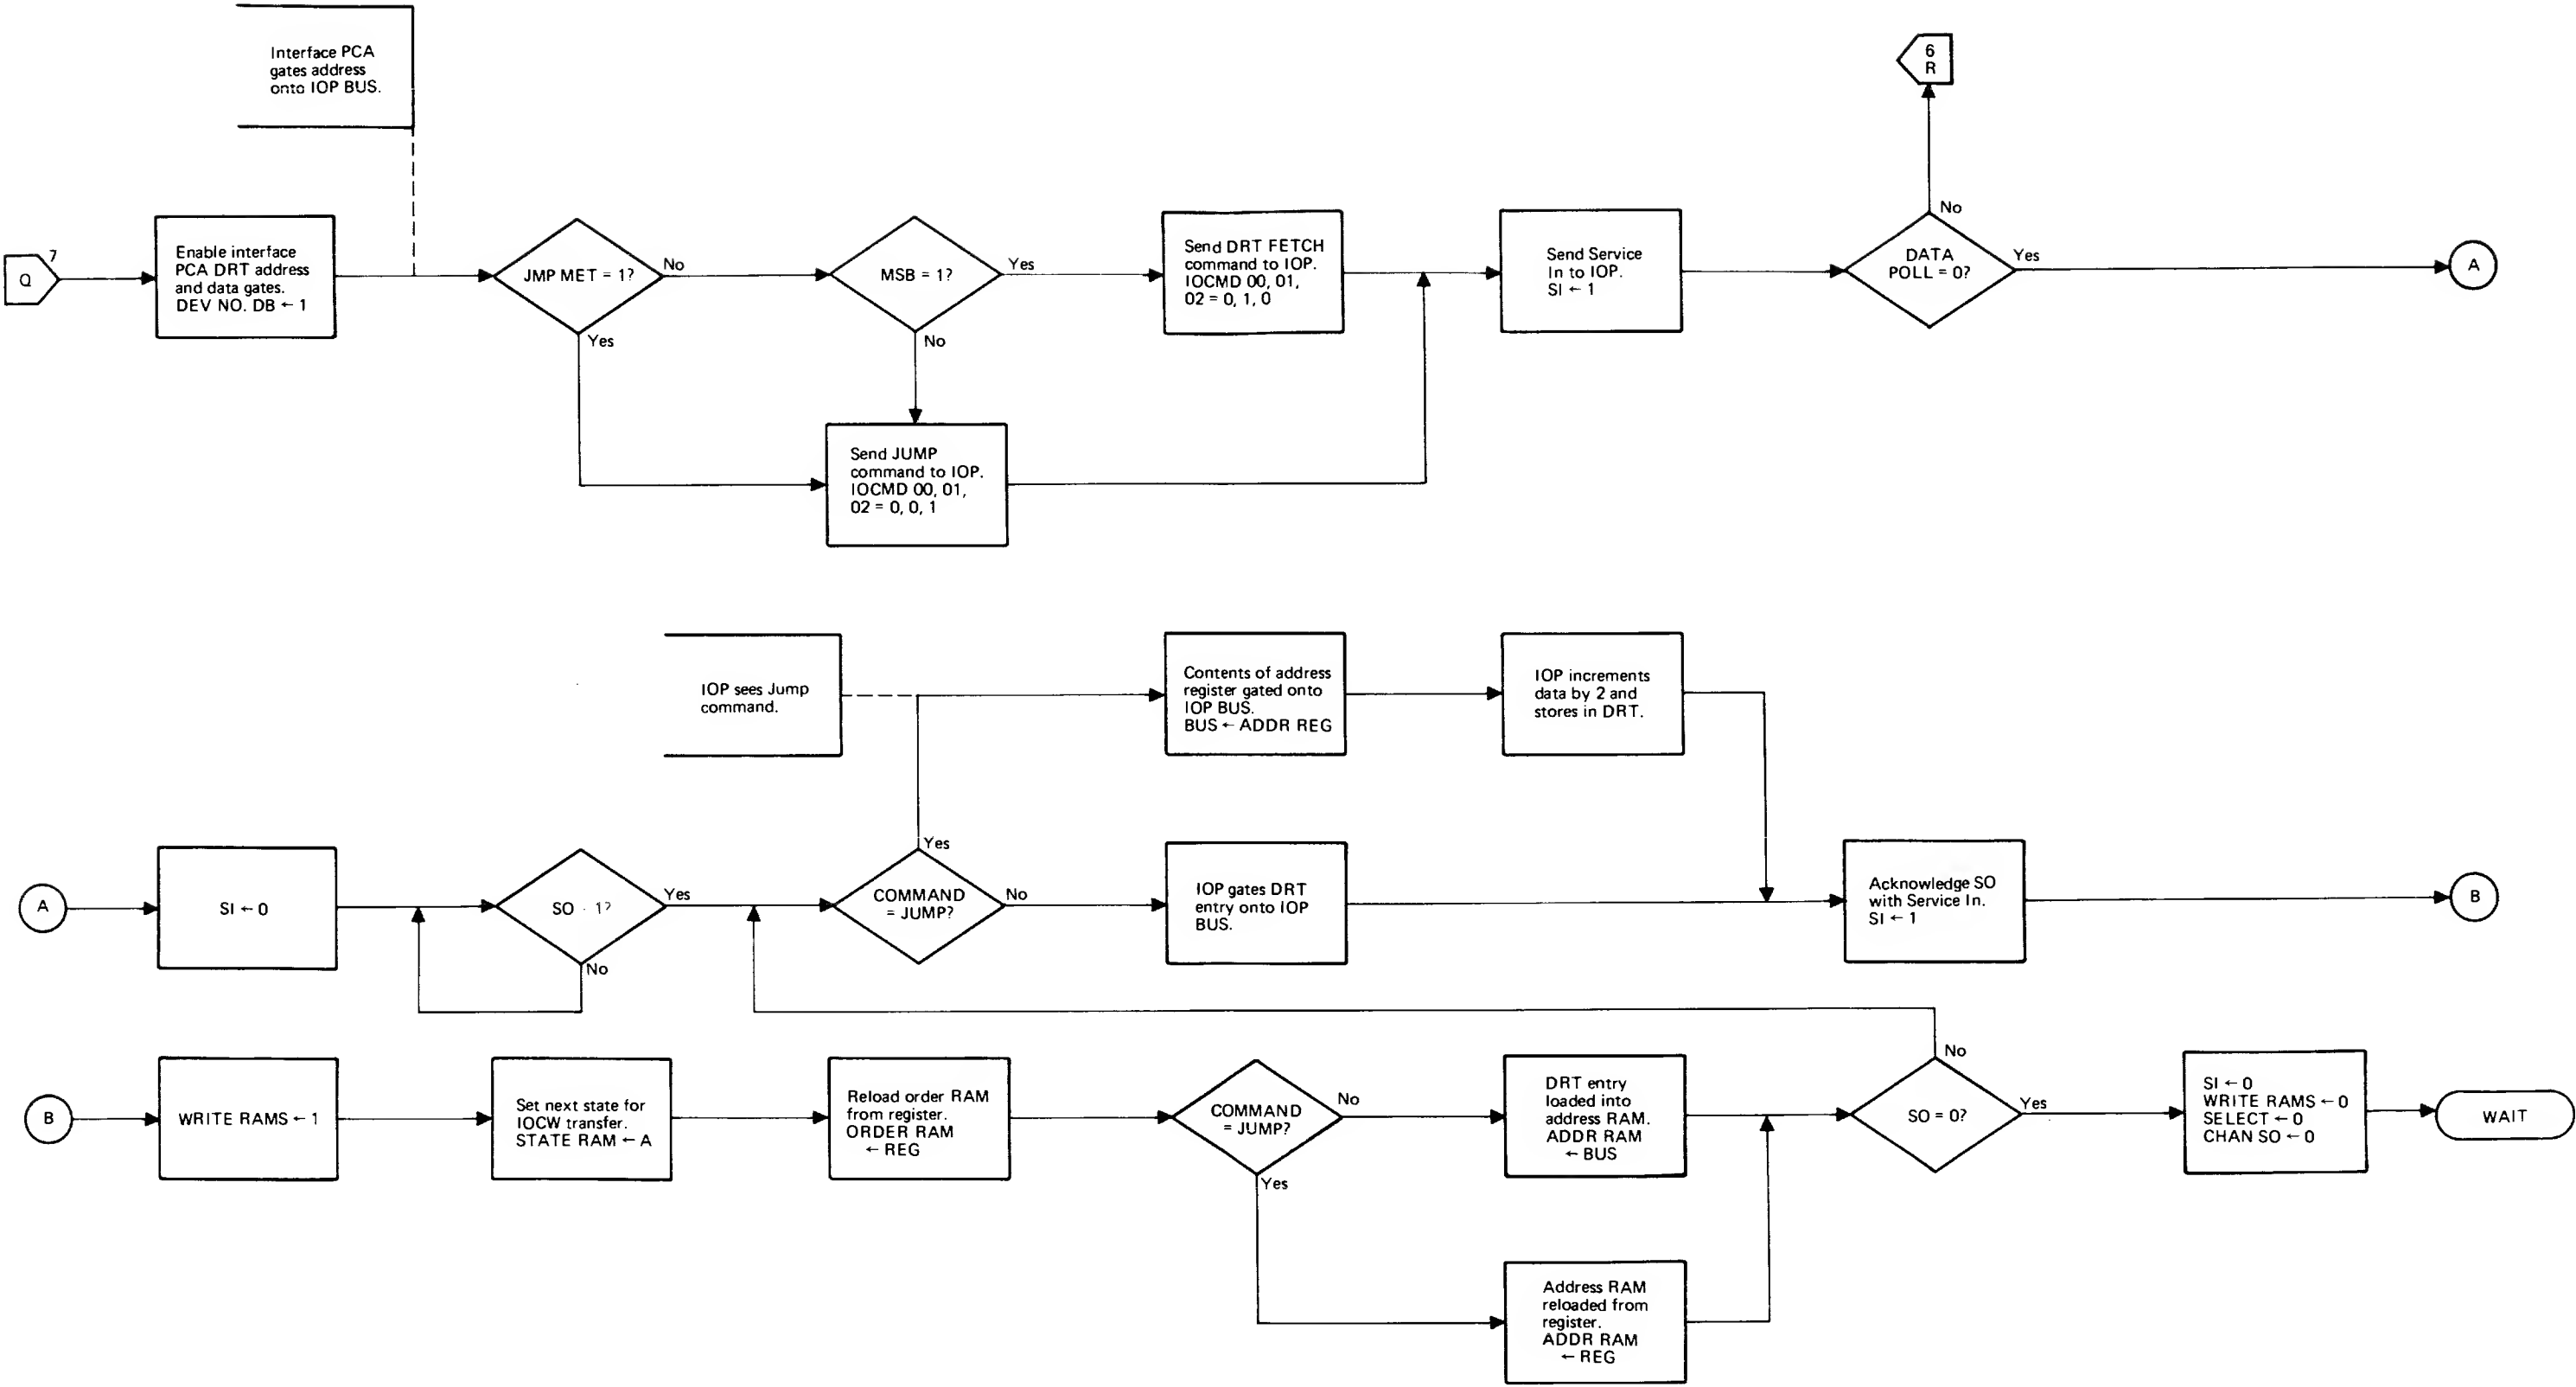 Interface PCA
gates address
onto IOP BUS.
6
R
7
Q
Enable interface
PCA DRT address
and data gates.
DEV NO. DB ← 1
JMP MET = 1?
No
Yes
MSB = 1?
Yes
No
Send DRT FETCH
command to IOP.
IOCMD 00, 01,
02 = 0, 1, 0
Send JUMP
command to IOP.
IOCMD 00, 01,
02 = 0, 0, 1
Send Service
In to IOP.
SI ← 1
DATA
POLL = 0?
No
Yes
A
IOP sees Jump
command.
Contents of address
register gated onto
IOP BUS.
BUS ← ADDR REG
IOP increments
data by 2 and
stores in DRT.
A
SI ← 0
SO - 1?
Yes
No
COMMAND
= JUMP?
Yes
No
IOP gates DRT
entry onto IOP
BUS.
Acknowledge SO
with Service In.
SI ← 1
B
B
WRITE RAMS ← 1
Set next state for
IOCW transfer.
STATE RAM ← A
Reload order RAM
from register.
ORDER RAM
← REG
COMMAND
= JUMP?
No
Yes
DRT entry
loaded into
address RAM.
ADDR RAM
← BUS
Address RAM
reloaded from
register.
ADDR RAM
← REG
SO = 0?
No
Yes
SI ← 0
WRITE RAMS ← 0
SELECT ← 0
CHAN SO ← 0
WAIT